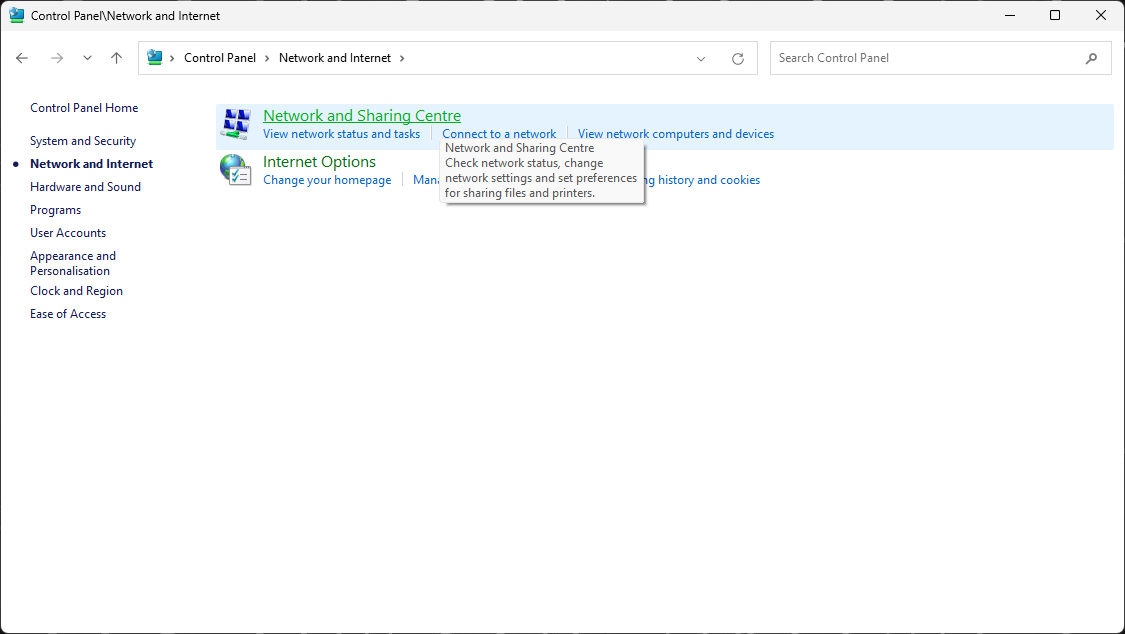 Control Panel\Network and Internet
Control Panel > Network and Internet >
Search Control Panel
Control Panel Home
System and Security
Network and Internet
Hardware and Sound
Programs
User Accounts
Appearance and
Personalisation
Clock and Region
Ease of Access
Network and Sharing Centre
View network status and tasks | Connect to a network | View network computers and devices
Network and Sharing Centre
Check network status, change
network settings and set preferences
for sharing files and printers.
Internet Options
Change your homepage | history and cookies